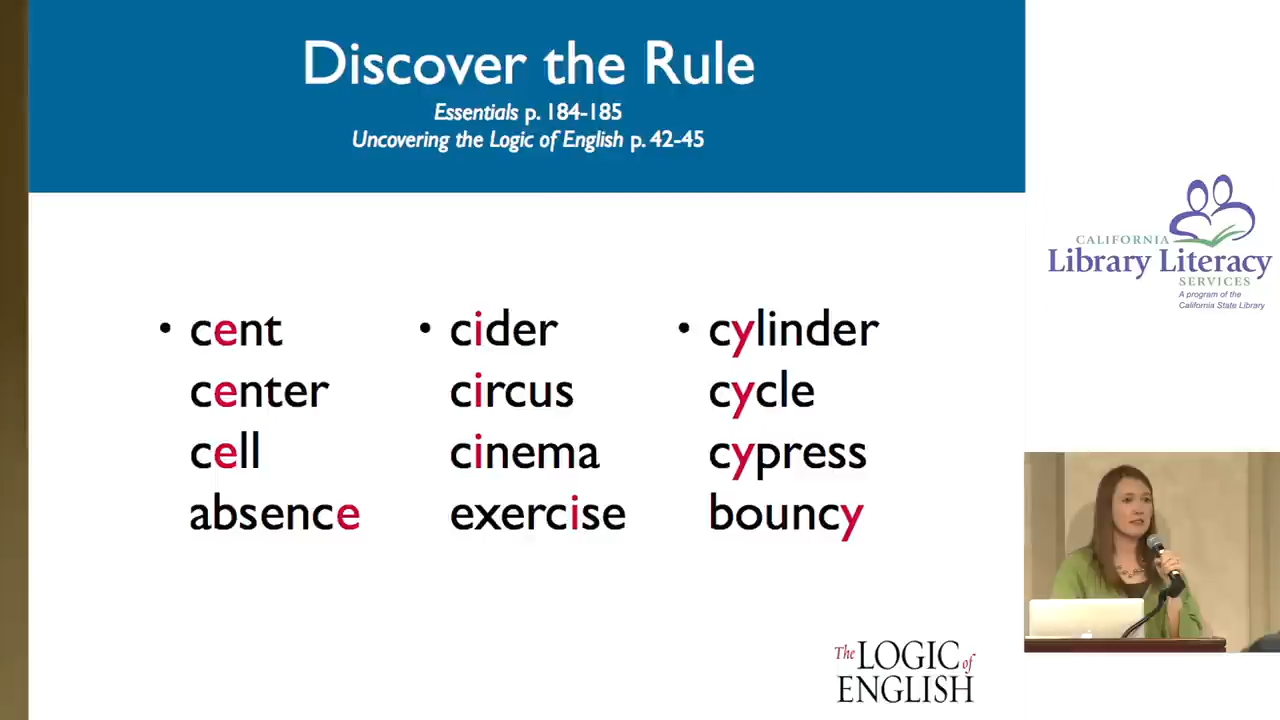 Discover the Rule
Essentials p. 184-185
Uncovering the Logic of English p. 42-45
• cent
center
cell
absence
• cider
circus
cinema
exercise
• cylinder
cycle
cypress
bouncy
The LOGIC of
ENGLISH
CALIFORNIA
Library Literacy
SERVICES
A program of the
California State Library